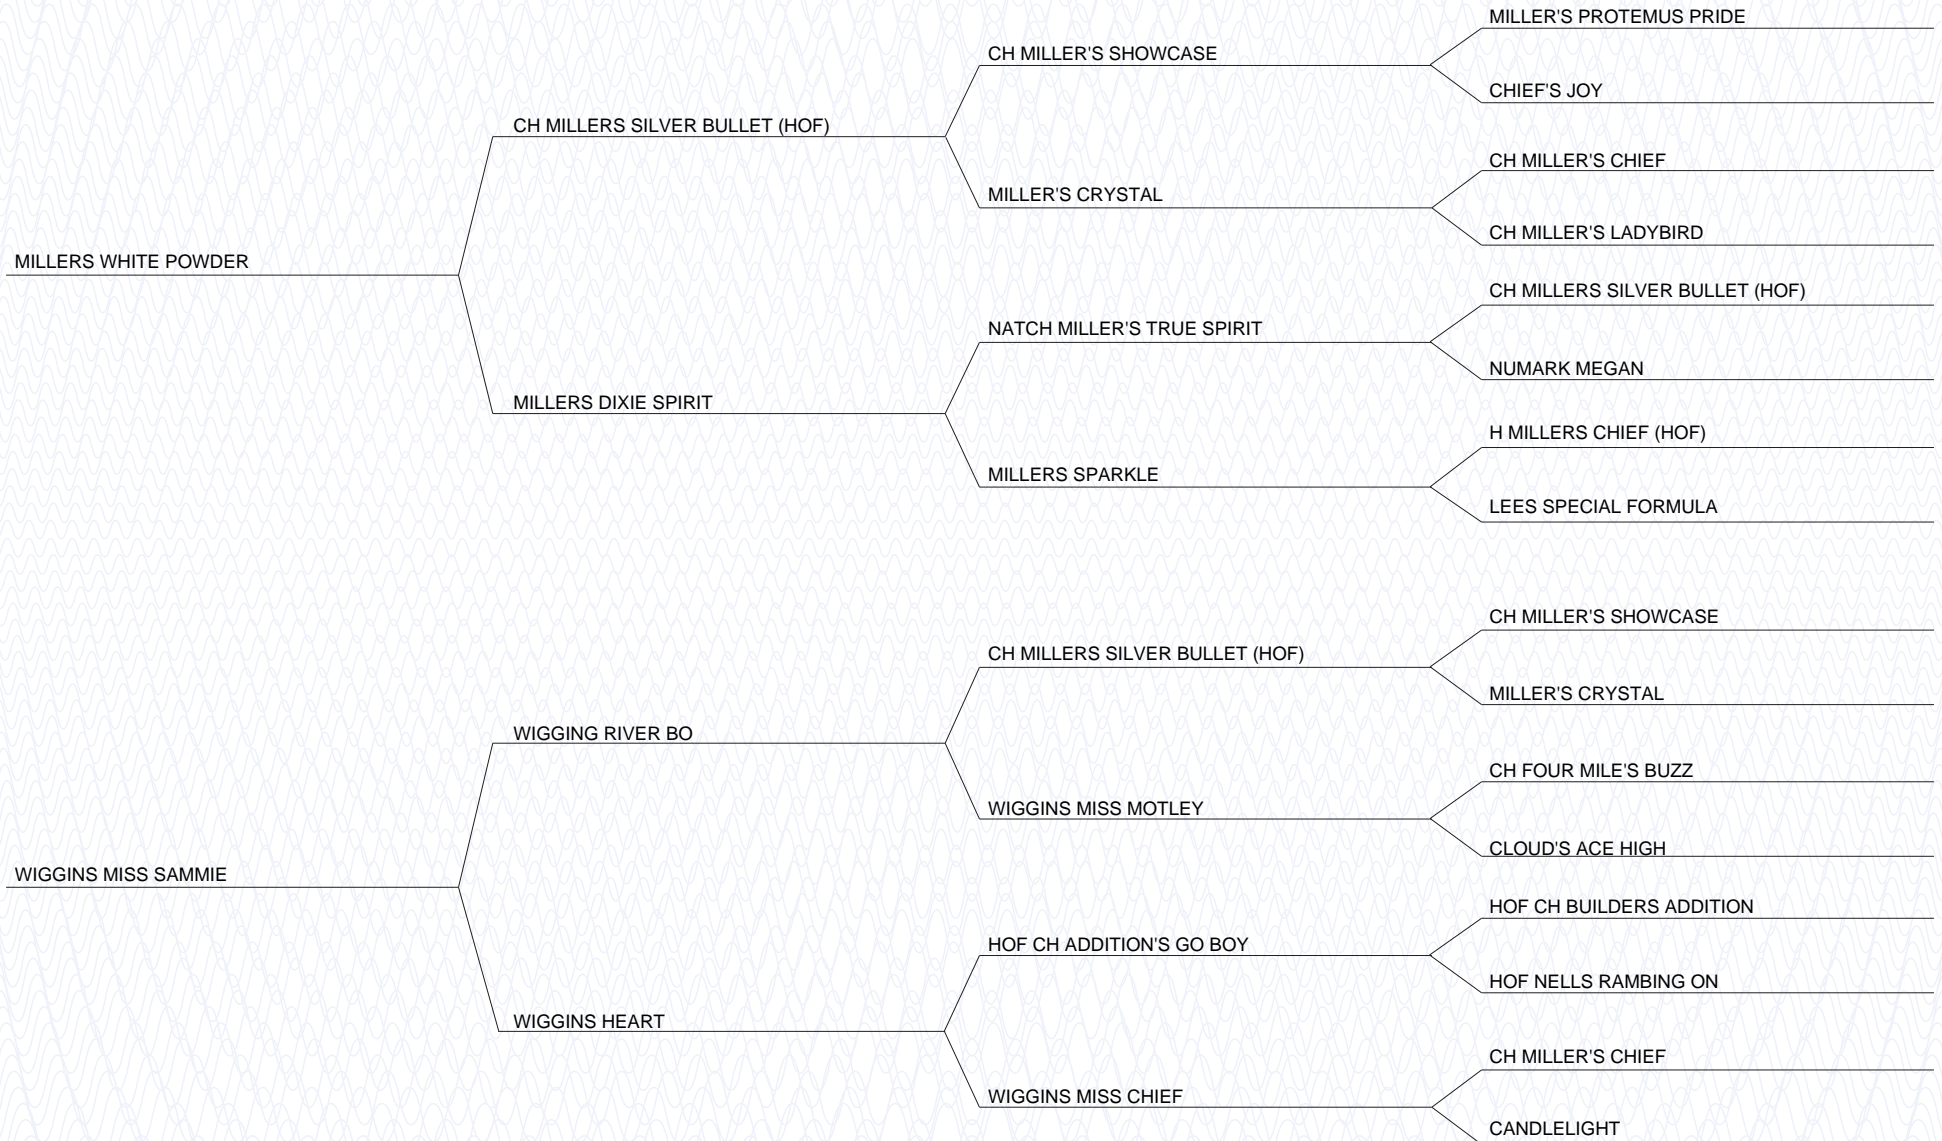 MILLER'S PROTEMUS PRIDE
CH MILLER'S SHOWCASE
CHIEF'S JOY
CH MILLERS SILVER BULLET (HOF)
CH MILLER'S CHIEF
MILLER'S CRYSTAL
CH MILLER'S LADYBIRD
MILLERS WHITE POWDER
CH MILLERS SILVER BULLET (HOF)
NATCH MILLER'S TRUE SPIRIT
NUMARK MEGAN
MILLERS DIXIE SPIRIT
H MILLERS CHIEF (HOF)
MILLERS SPARKLE
LEES SPECIAL FORMULA
CH MILLER'S SHOWCASE
CH MILLERS SILVER BULLET (HOF)
MILLER'S CRYSTAL
WIGGING RIVER BO
CH FOUR MILE'S BUZZ
WIGGINS MISS MOTLEY
CLOUD'S ACE HIGH
WIGGINS MISS SAMMIE
HOF CH BUILDERS ADDITION
HOF CH ADDITION'S GO BOY
HOF NELLS RAMBING ON
WIGGINS HEART
CH MILLER'S CHIEF
WIGGINS MISS CHIEF
CANDLELIGHT